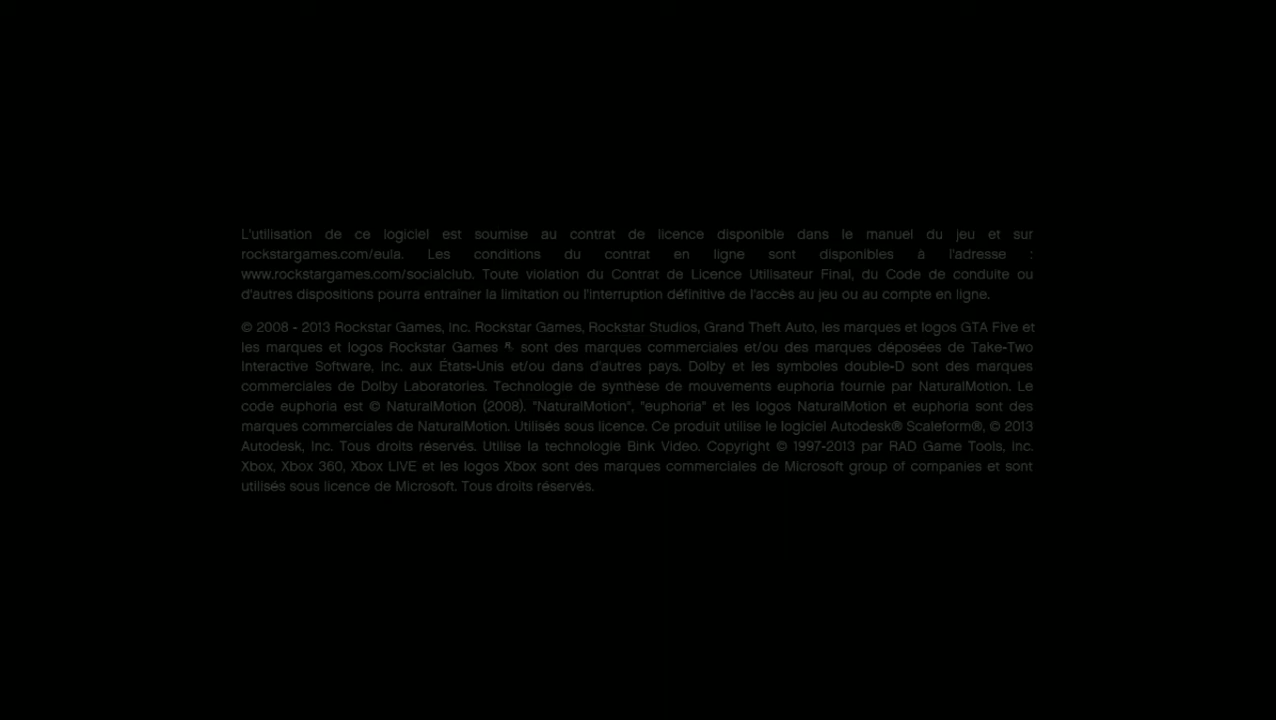 L'utilisation de ce logiciel est soumise au contrat de licence disponible dans le manuel du jeu et sur
rockstargames.com/eula. Les conditions du contrat en ligne sont disponibles à l'adresse :
www.rockstargames.com/socialclub. Toute violation du Contrat de Licence Utilisateur Final, du Code de conduite ou
d'autres dispositions pourra entraîner la limitation ou l'interruption définitive de l'accès au jeu ou au compte en ligne.
© 2008 - 2013 Rockstar Games, Inc. Rockstar Games, Rockstar Studios, Grand Theft Auto, les marques et logos GTA Five et
les marques et logos Rockstar Games R* sont des marques commerciales et/ou des marques déposées de Take-Two
Interactive Software, Inc. aux États-Unis et/ou dans d'autres pays. Dolby et les symboles double-D sont des marques
commerciales de Dolby Laboratories. Technologie de synthèse de mouvements euphoria fournie par NaturalMotion. Le
code euphoria est © NaturalMotion (2008). "NaturalMotion", "euphoria" et les logos NaturalMotion et euphoria sont des
marques commerciales de NaturalMotion. Utilisés sous licence. Ce produit utilise le logiciel Autodesk® Scaleform®, © 2013
Autodesk, Inc. Tous droits réservés. Utilise la technologie Bink Video. Copyright © 1997-2013 par RAD Game Tools, inc.
Xbox, Xbox 360, Xbox LIVE et les logos Xbox sont des marques commerciales de Microsoft group of companies et sont
utilisés sous licence de Microsoft. Tous droits réservés.